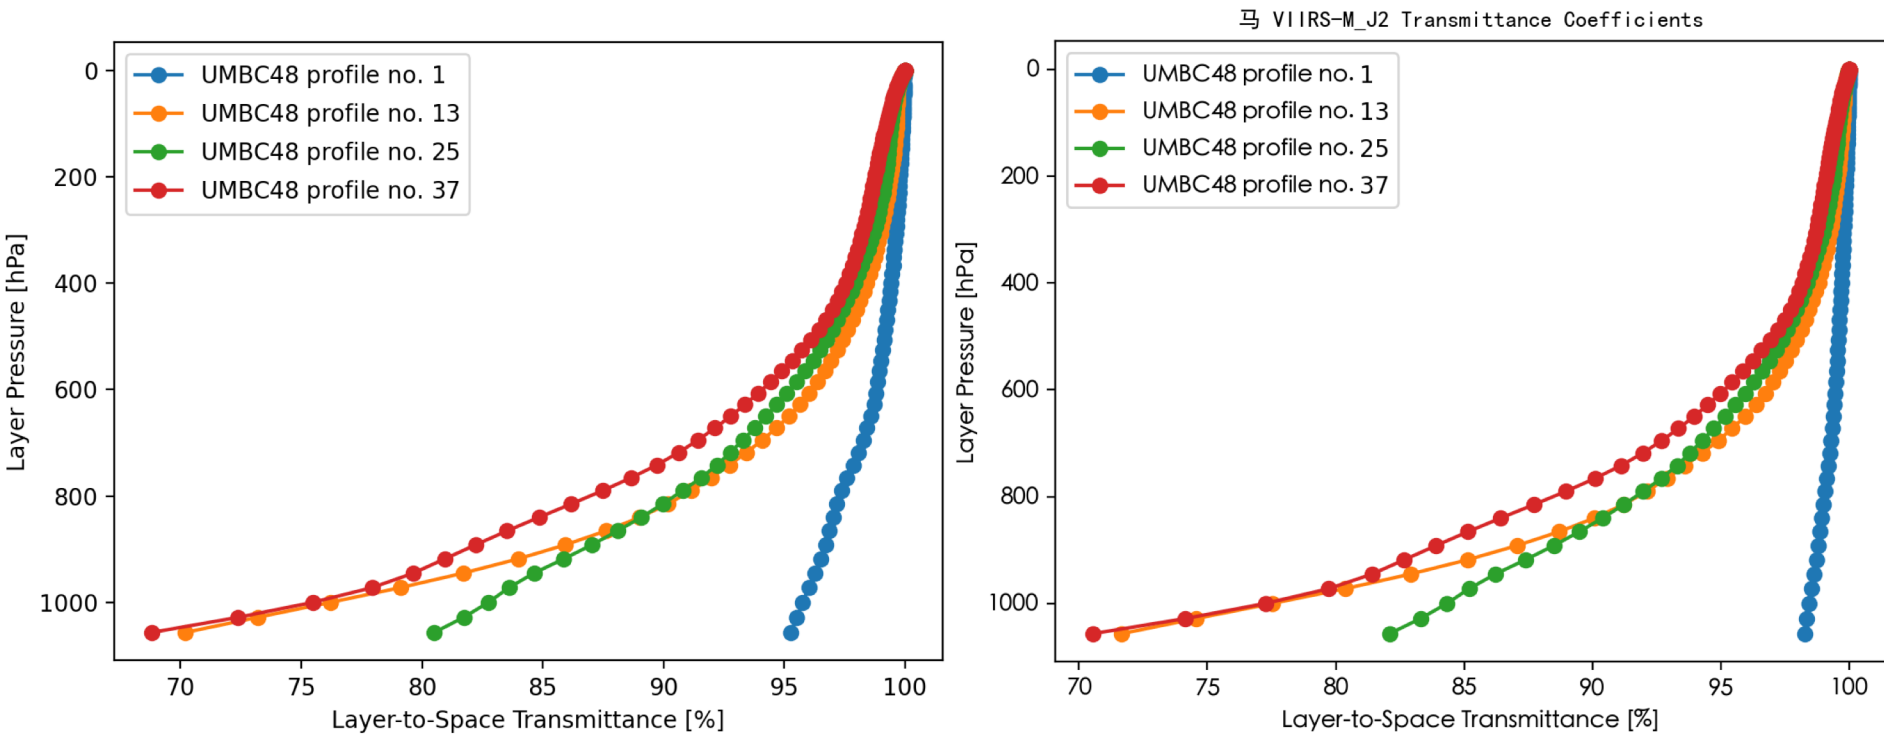 UMBC48 profile no. 1
UMBC48 profile no. 13
UMBC48 profile no. 25
UMBC48 profile no. 37
0
200
400
600
800
1000
Layer Pressure [hPa]
70 75 80 85 90 95 100
Layer-to-Space Transmittance [%]
马 VIIRS-M_J2 Transmittance Coefficients
UMBC48 profile no. 1
UMBC48 profile no. 13
UMBC48 profile no. 25
UMBC48 profile no. 37
0
200
400
600
800
1000
Layer Pressure [hPa]
70 75 80 85 90 95 100
Layer-to-Space Transmittance [%]